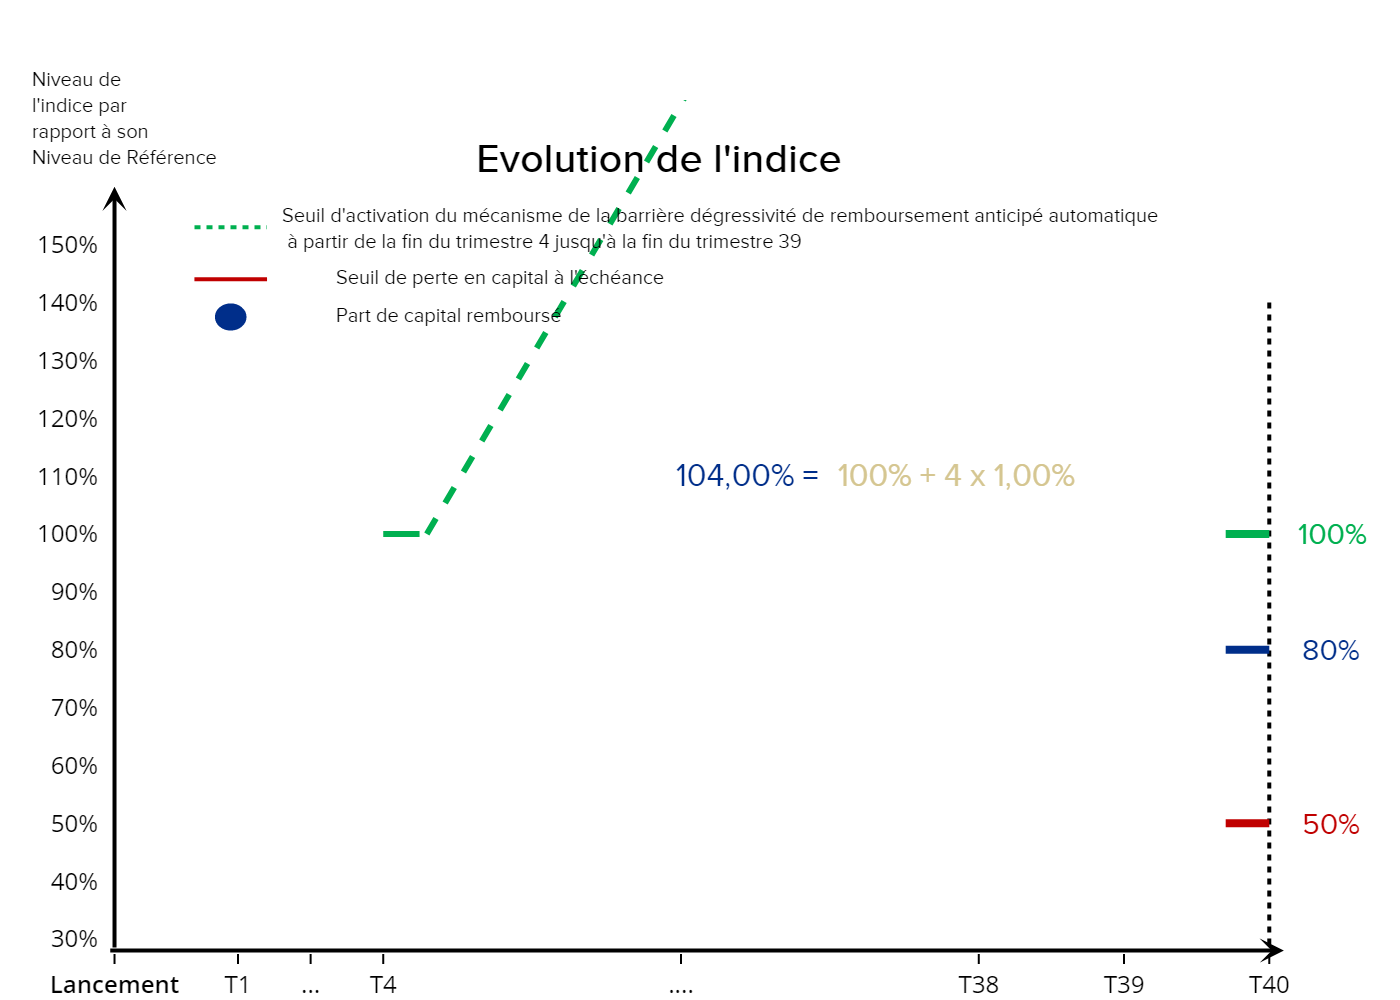 Niveau de
l'indice par
rapport à son
Niveau de Référence
Evolution de l'indice
Seuil d'activation du mécanisme de la barrière dégressivité de remboursement anticipé automatique
à partir de la fin du trimestre 4 jusqu'à la fin du trimestre 39
Seuil de perte en capital à l'échéance
Part de capital remboursé
150%
140%
130%
120%
110%
104,00% = 100% + 4 x 1,00%
100%
100%
90%
80%
80%
70%
60%
50%
50%
40%
30%
Lancement T1 ... T4 .... T38 T39 T40